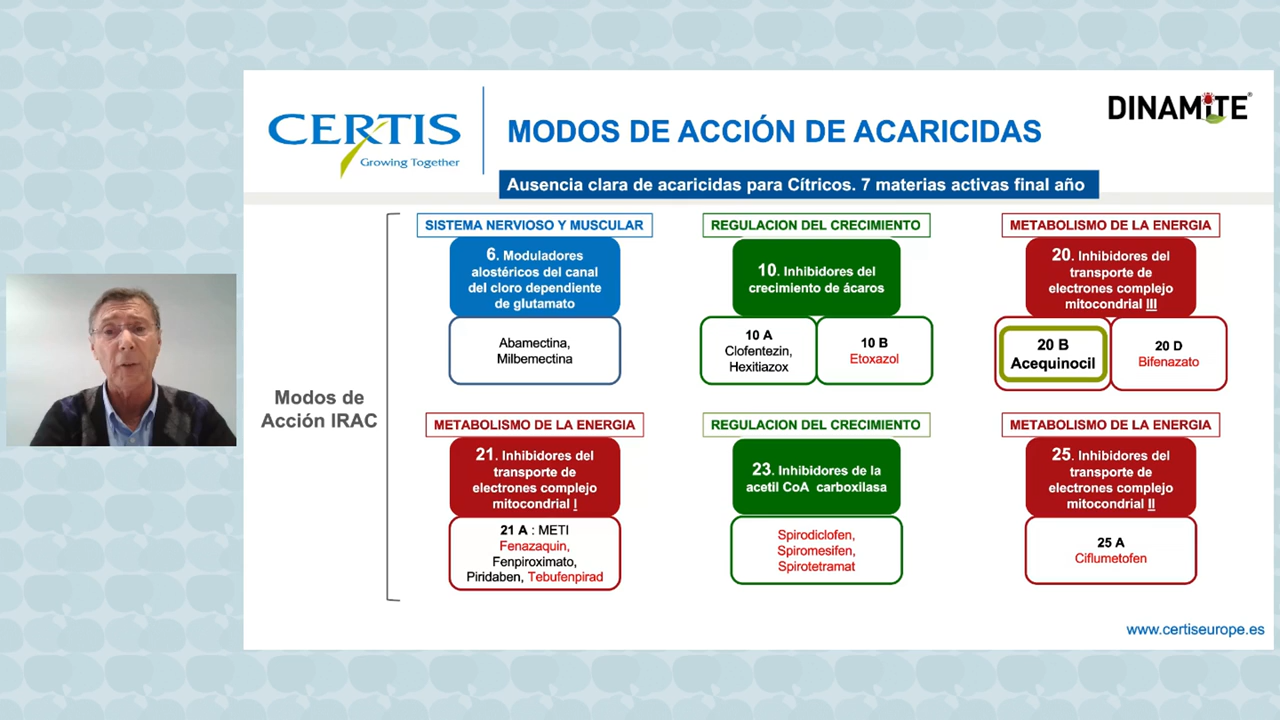 CERTIS
Growing Together
MODOS DE ACCIÓN DE ACARICIDAS
DINAMITE®
Ausencia clara de acaricidas para Cítricos. 7 materias activas final año
Modos de
Acción IRAC
SISTEMA NERVIOSO Y MUSCULAR
6. Moduladores
alostéricos del canal
del cloro dependiente
de glutamato
Abamectina,
Milbemectina
REGULACION DEL CRECIMIENTO
10. Inhibidores del
crecimiento de ácaros
10 A
Clofentezin,
Hexitiazox
10 B
Etoxazol
METABOLISMO DE LA ENERGIA
20. Inhibidores del
transporte de
electrones complejo
mitocondrial III
20 B
Acequinocil
20 D
Bifenazato
METABOLISMO DE LA ENERGIA
21. Inhibidores del
transporte de
electrones complejo
mitocondrial I
21 A : METI
Fenazaquin,
Fenpiroximato,
Piridaben, Tebufenpirad
REGULACION DEL CRECIMIENTO
23. Inhibidores de la
acetil CoA carboxilasa
Spirodiclofen,
Spiromesifen,
Spirotetramat
METABOLISMO DE LA ENERGIA
25. Inhibidores del
transporte de
electrones complejo
mitocondrial II
25 A
Ciflumetofen
www.certiseurope.es